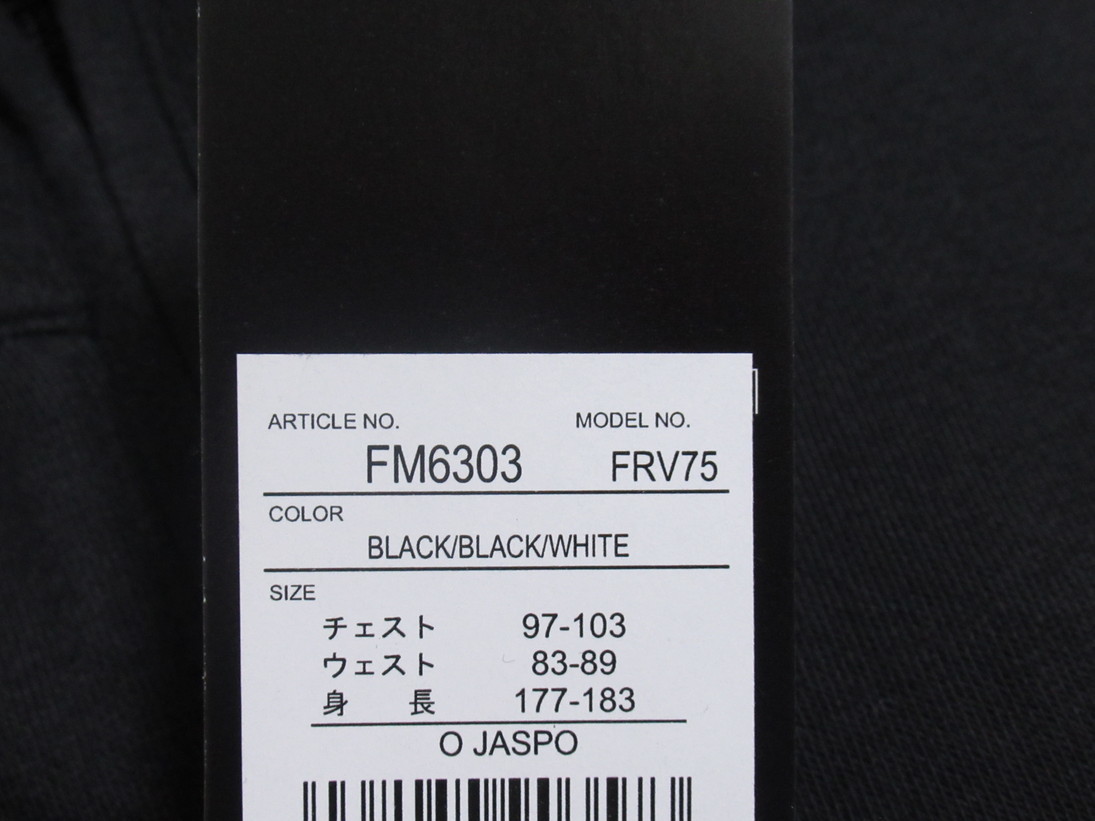 ARTICLE NO. MODEL NO.
FM6303 FRV75
COLOR
BLACK/BLACK/WHITE
SIZE
チェスト 97-103
ウェスト 83-89
身長 177-183
O JASPO